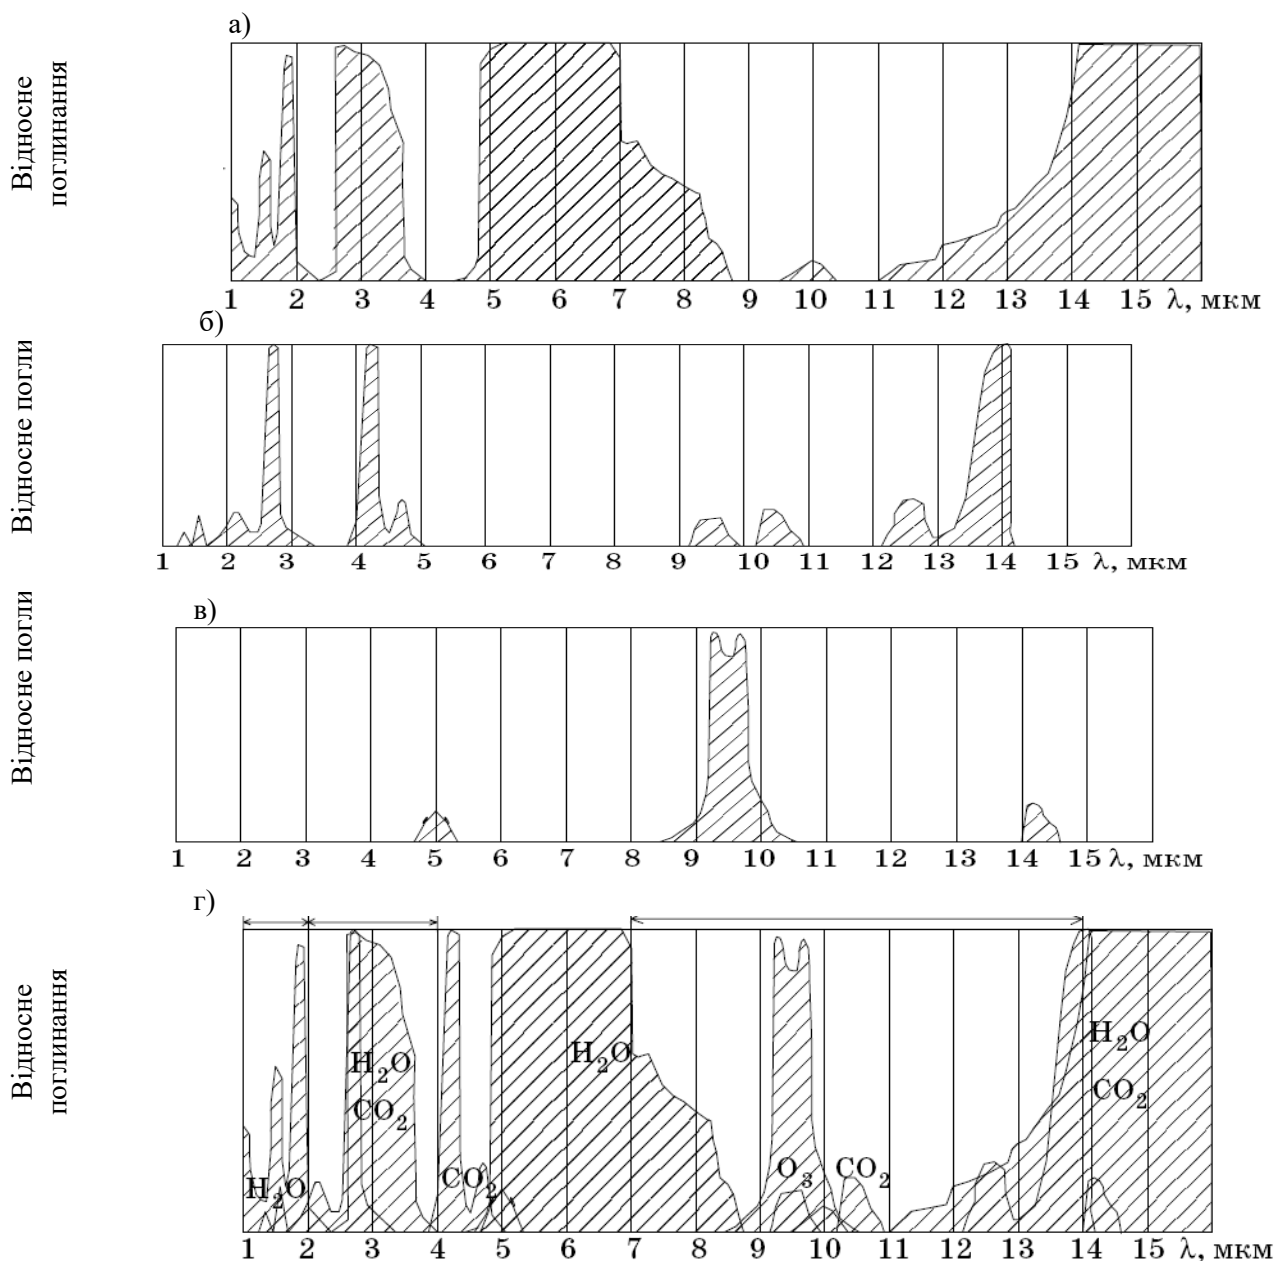 а)
Відносне
поглинання
1 2 3 4 5 6 7 8 9 10 11 12 13 14 15 λ, мкм
б)
Відносне погли
1 2 3 4 5 6 7 8 9 10 11 12 13 14 15 λ, мкм
в)
Відносне погли
1 2 3 4 5 6 7 8 9 10 11 12 13 14 15 λ, мкм
г)
Відносне
поглинання
H₂O
CO₂
H₂O
CO₂
H₂O
O₃
CO₂
H₂O
CO₂
1 2 3 4 5 6 7 8 9 10 11 12 13 14 15 λ, мкм